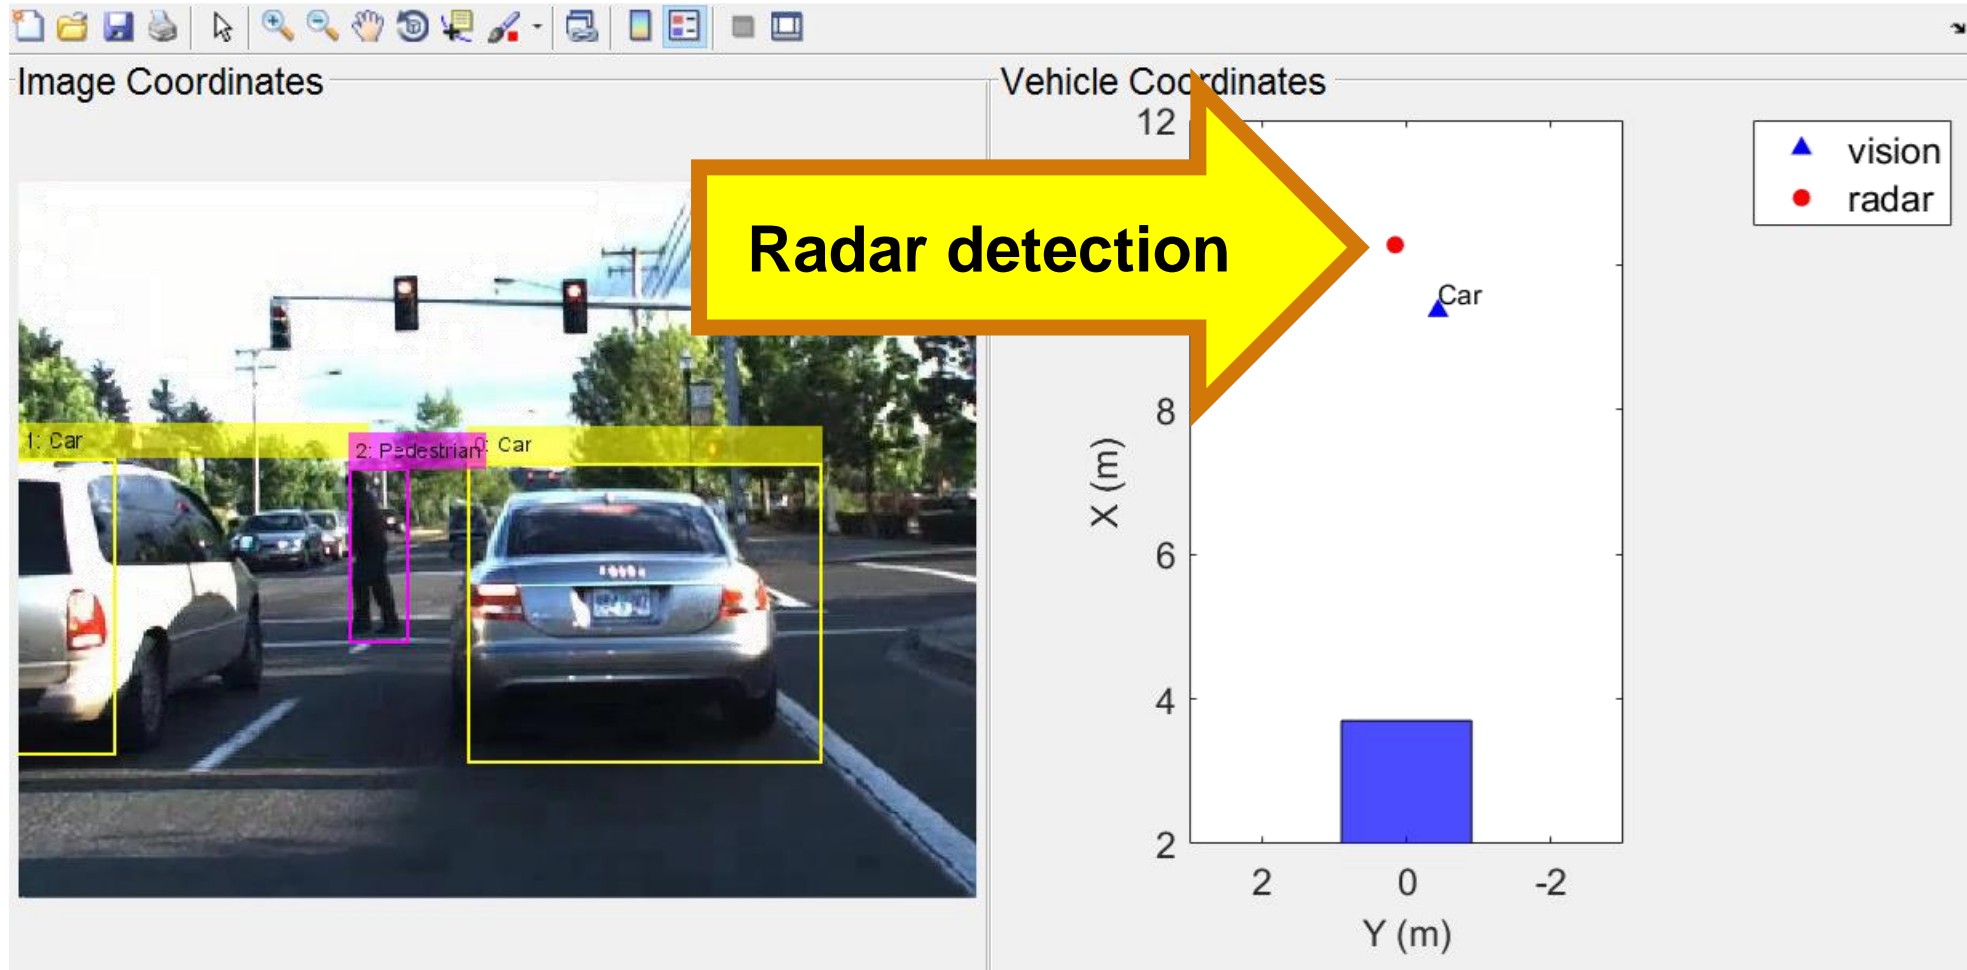 Image Coordinates
Vehicle Coordinates
12
vision
radar
Radar detection
Car
8
1: Car
2: Pedestrian
: Car
X (m)
6
4
2
2 0 -2
Y (m)